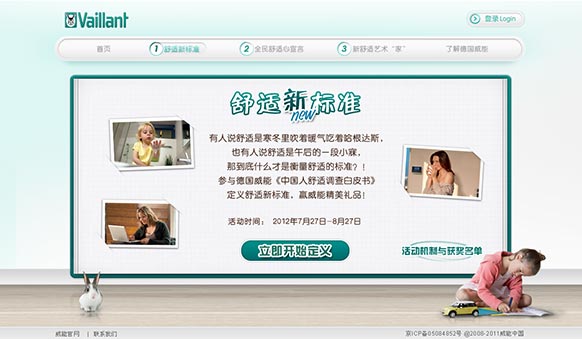 Vaillant
登录Login
首页
1 舒适新标准
2 全民舒适心宣言
3 新舒适艺术“家”
了解德国威能
舒适新标准
new
有人说舒适是寒冬里吹着暖气吃着哈根达斯，
也有人说舒适是午后的一段小寐，
那到底什么才是衡量舒适的标准？！
参与德国威能《中国人舒适调查白皮书》
定义舒适新标准，赢威能精美礼品！
活动时间： 2012年7月27日--8月27日
立即开始定义
活动机制与获奖名单
威能官网 | 联系我们
京ICP备05084852号 @2008-2011威能中国